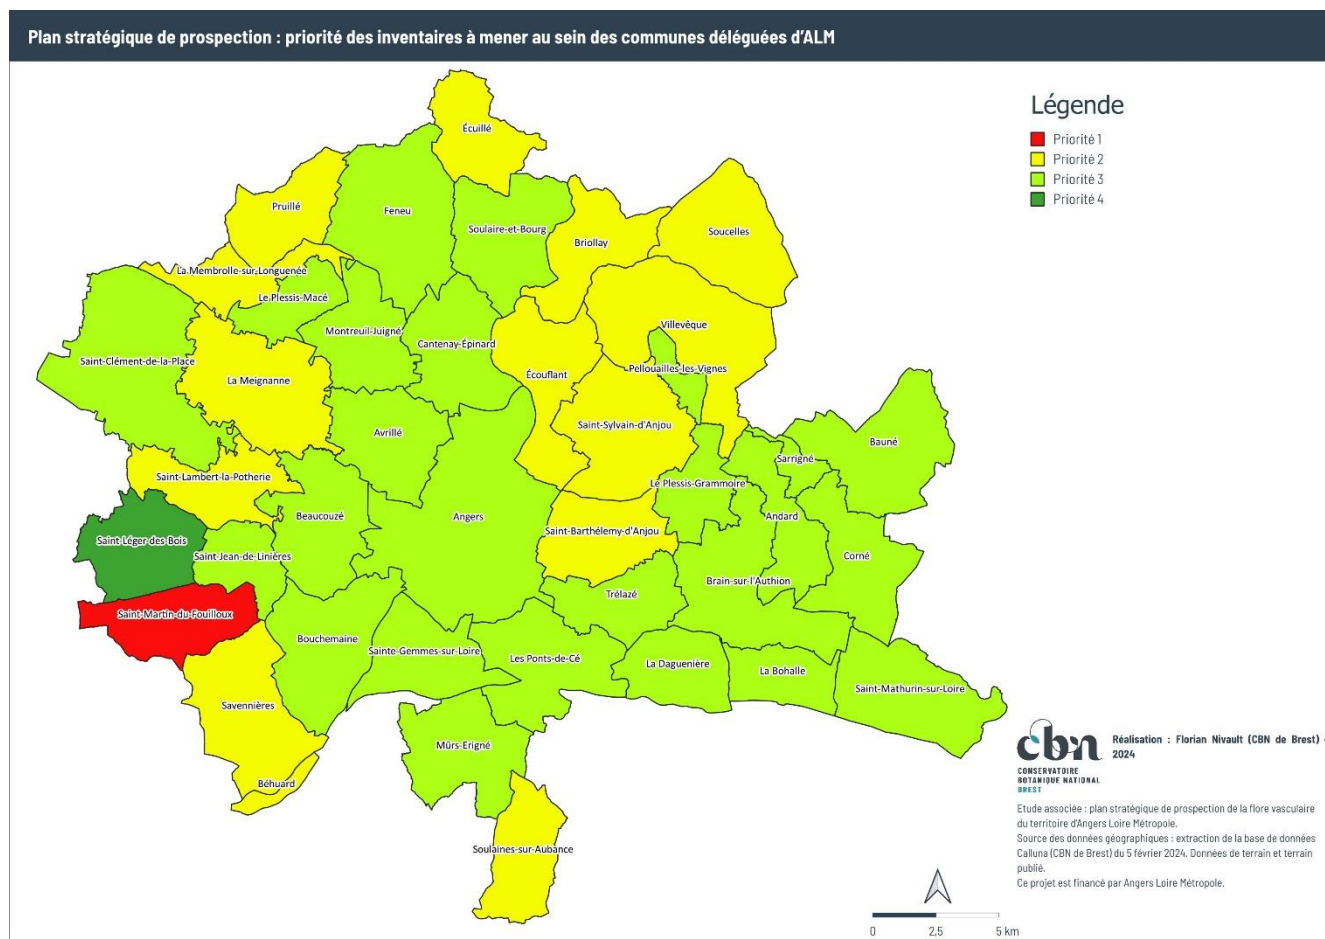 Plan stratégique de prospection : priorité des inventaires à mener au sein des communes déléguées d'ALM
Légende
Priorité 1
Priorité 2
Priorité 3
Priorité 4
Écuillé
Pruillé
Feneu
Soulaire-et-Bourg
Briollay
Soucelles
La Membrolle-sur-Longuenée
Le Plessis-Macé
Montreuil-Juigné
Cantenay-Épinard
Villevêque
Saint-Clément-de-la-Place
La Meignanne
Écouflant
Pellouailles-les-Vignes
Saint-Sylvain-d'Anjou
Avrillé
Bauné
Sarrigné
Saint-Lambert-la-Potherie
Le Plessis-Grammoire
Beaucouzé
Angers
Andard
Saint-Barthélemy-d'Anjou
Saint-Léger-des-Bois
Saint-Jean-de-Linières
Corné
Brain-sur-l'Authion
Trélazé
Saint-Martin-du-Fouilloux
Bouchemaine
Sainte-Gemmes-sur-Loire
Les Ponts-de-Cé
La Daguenière
La Bohalle
Saint-Mathurin-sur-Loire
Savennières
Mûrs-Erigné
Béhuard
Soulaines-sur-Aubance
cbn
CONSERVATOIRE
BOTANIQUE NATIONAL
BREST
Réalisation : Florian Nivault (CBN de Brest) -
2024
Etude associée : plan stratégique de prospection de la flore vasculaire
du territoire d'Angers Loire Métropole.
Source des données géographiques : extraction de la base de données
Calluna (CBN de Brest) du 5 février 2024. Données de terrain et terrain
publié.
Ce projet est financé par Angers Loire Métropole.
0 2,5 5 km